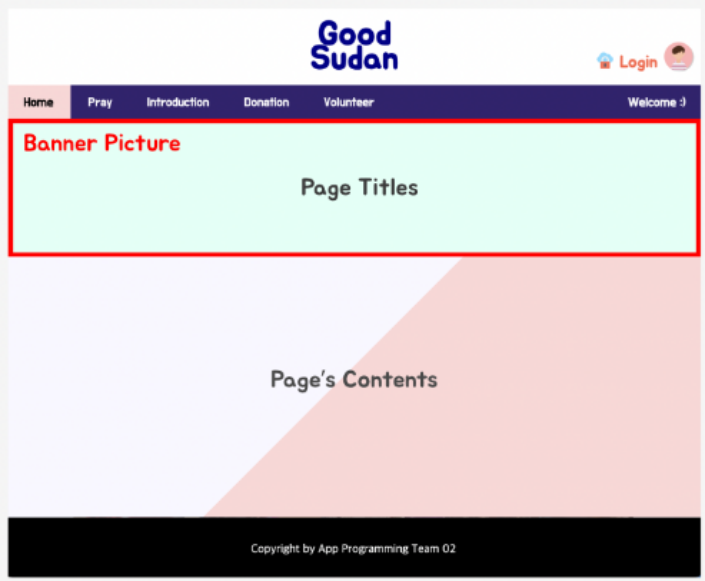 Good
Sudan
Login
Home Pray Introduction Donation Volunteer Welcome :)
Banner Picture
Page Titles
Page's Contents
Copyright by App Programming Team 02